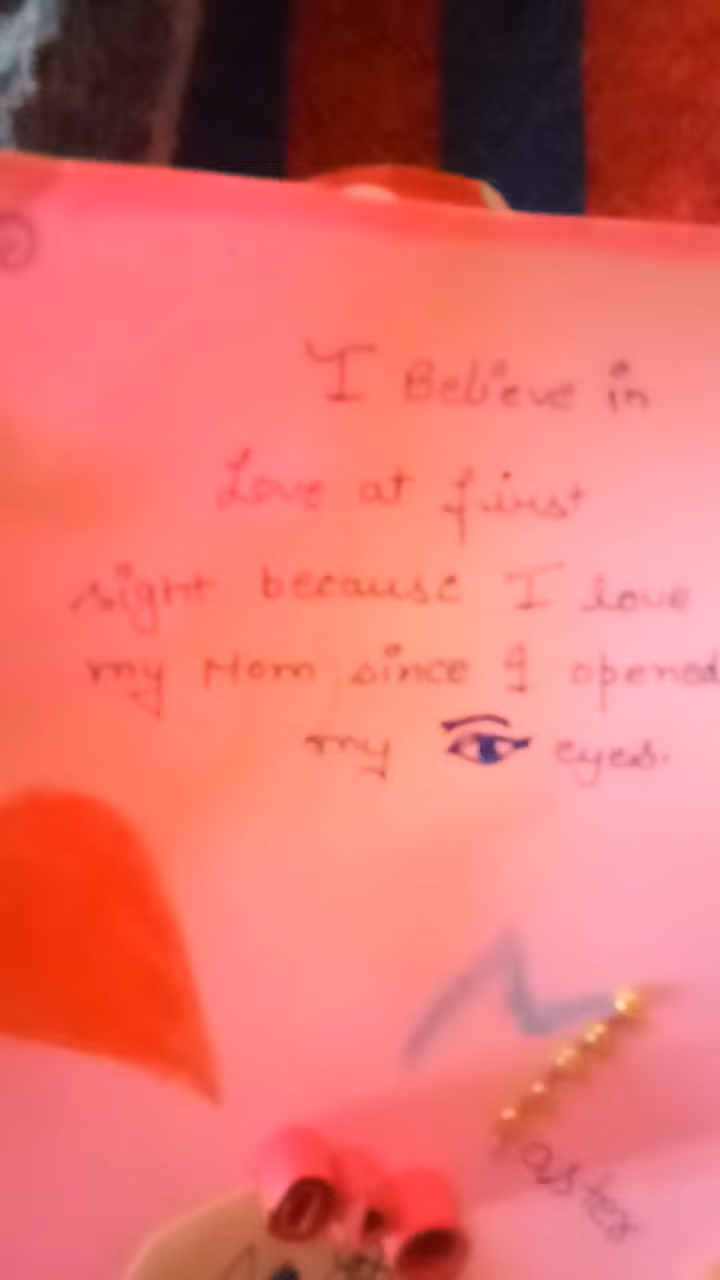 I Believe in
Love at first
sight because I love
my Mom since I opened
my eyes.